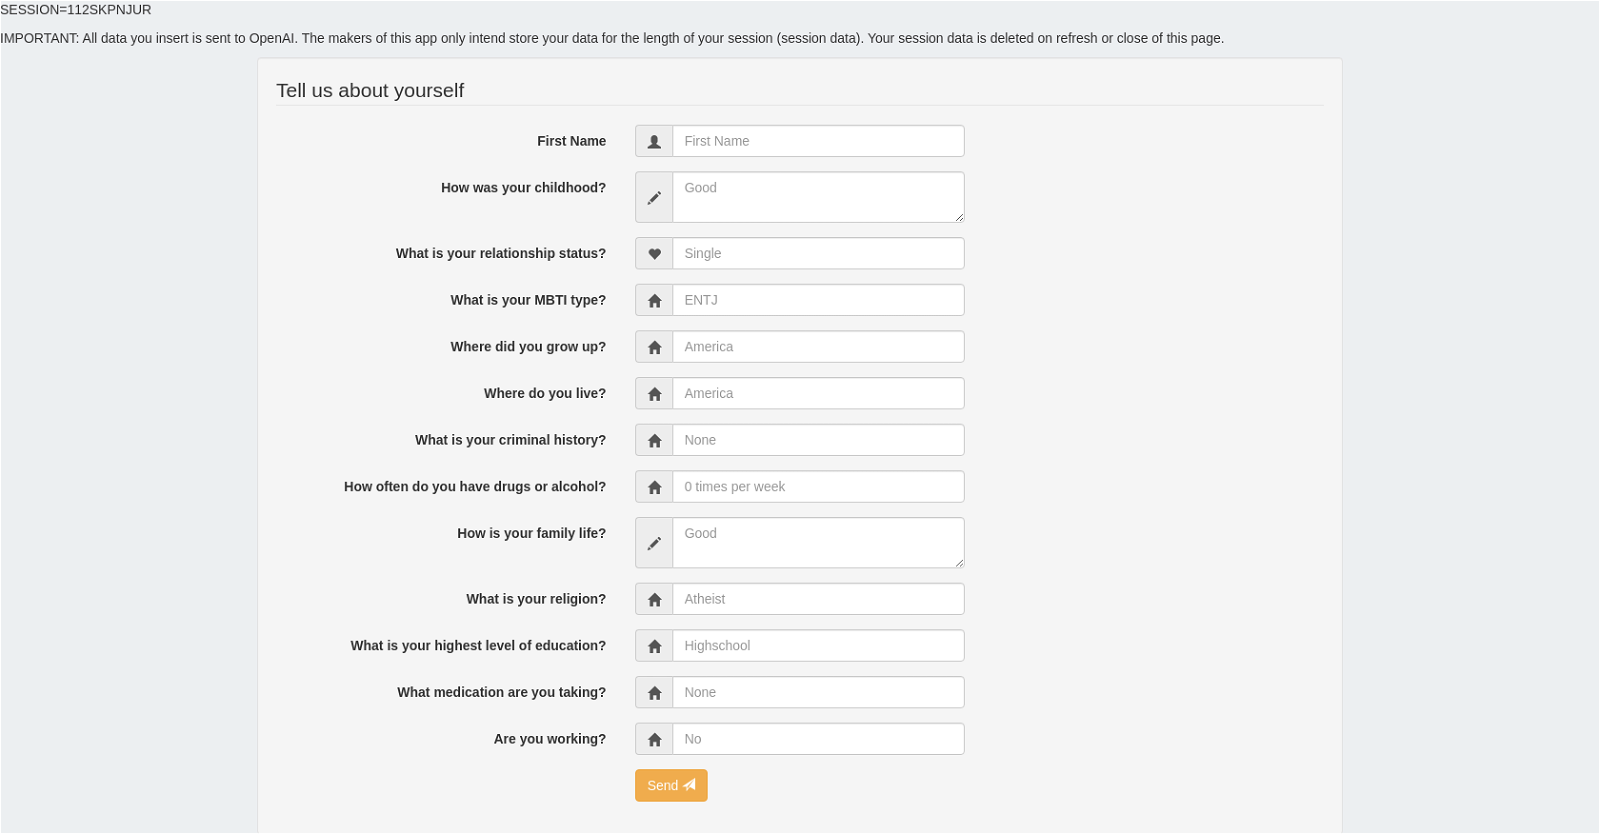 SESSION=112SKPNJUR
IMPORTANT: All data you insert is sent to OpenAI. The makers of this app only intend store your data for the length of your session (session data). Your session data is deleted on refresh or close of this page.
Tell us about yourself
First Name First Name
How was your childhood? Good
What is your relationship status? Single
What is your MBTI type? ENTJ
Where did you grow up? America
Where do you live? America
What is your criminal history? None
How often do you have drugs or alcohol? 0 times per week
How is your family life? Good
What is your religion? Atheist
What is your highest level of education? Highschool
What medication are you taking? None
Are you working? No
Send